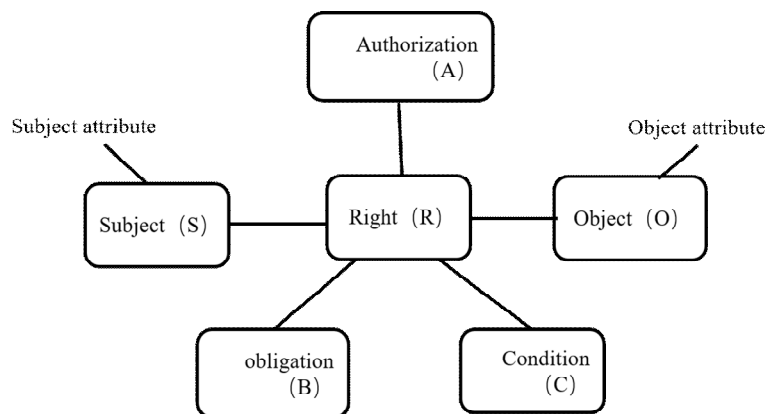 Authorization
（A）
Subject attribute
Object attribute
Subject（S）
Right（R）
Object（O）
obligation
（B）
Condition
（C）